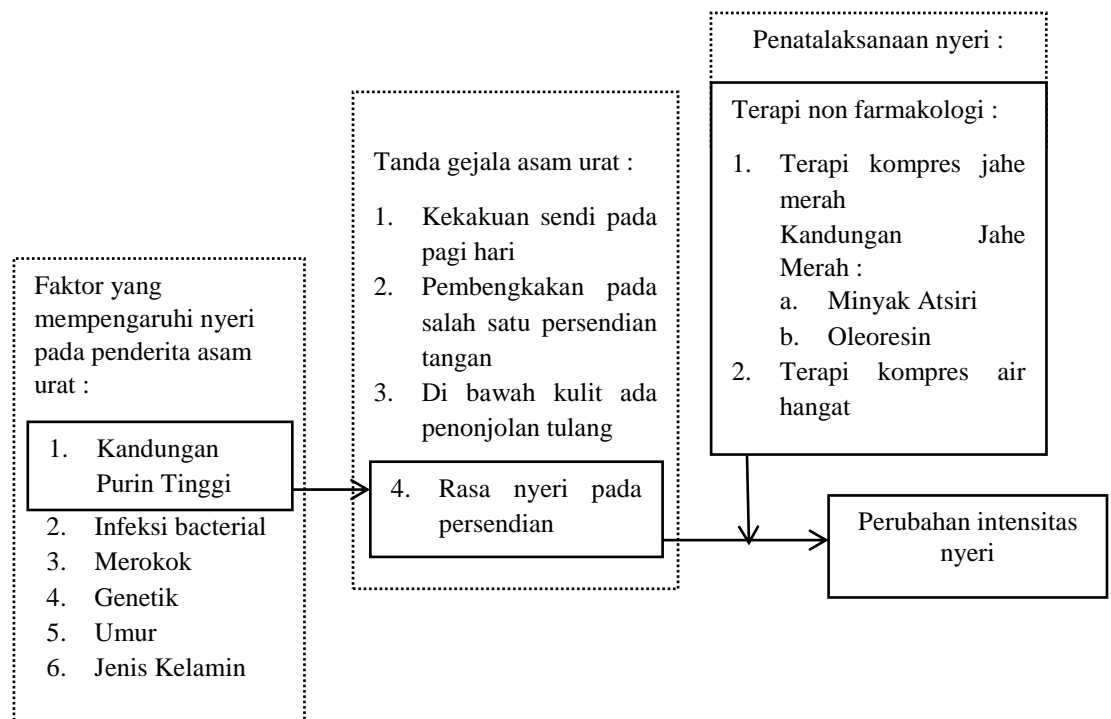 Faktor yang
mempengaruhi nyeri
pada penderita asam
urat :
1. Kandungan
Purin Tinggi
2. Infeksi bacterial
3. Merokok
4. Genetik
5. Umur
6. Jenis Kelamin
Tanda gejala asam urat :
1. Kekakuan sendi pada
pagi hari
2. Pembengkakan pada
salah satu persendian
tangan
3. Di bawah kulit ada
penonjolan tulang
4. Rasa nyeri pada
persendian
Penatalaksanaan nyeri :
Terapi non farmakologi :
1. Terapi kompres jahe
merah
Kandungan Jahe
Merah :
a. Minyak Atsiri
b. Oleoresin
2. Terapi kompres air
hangat
Perubahan intensitas
nyeri